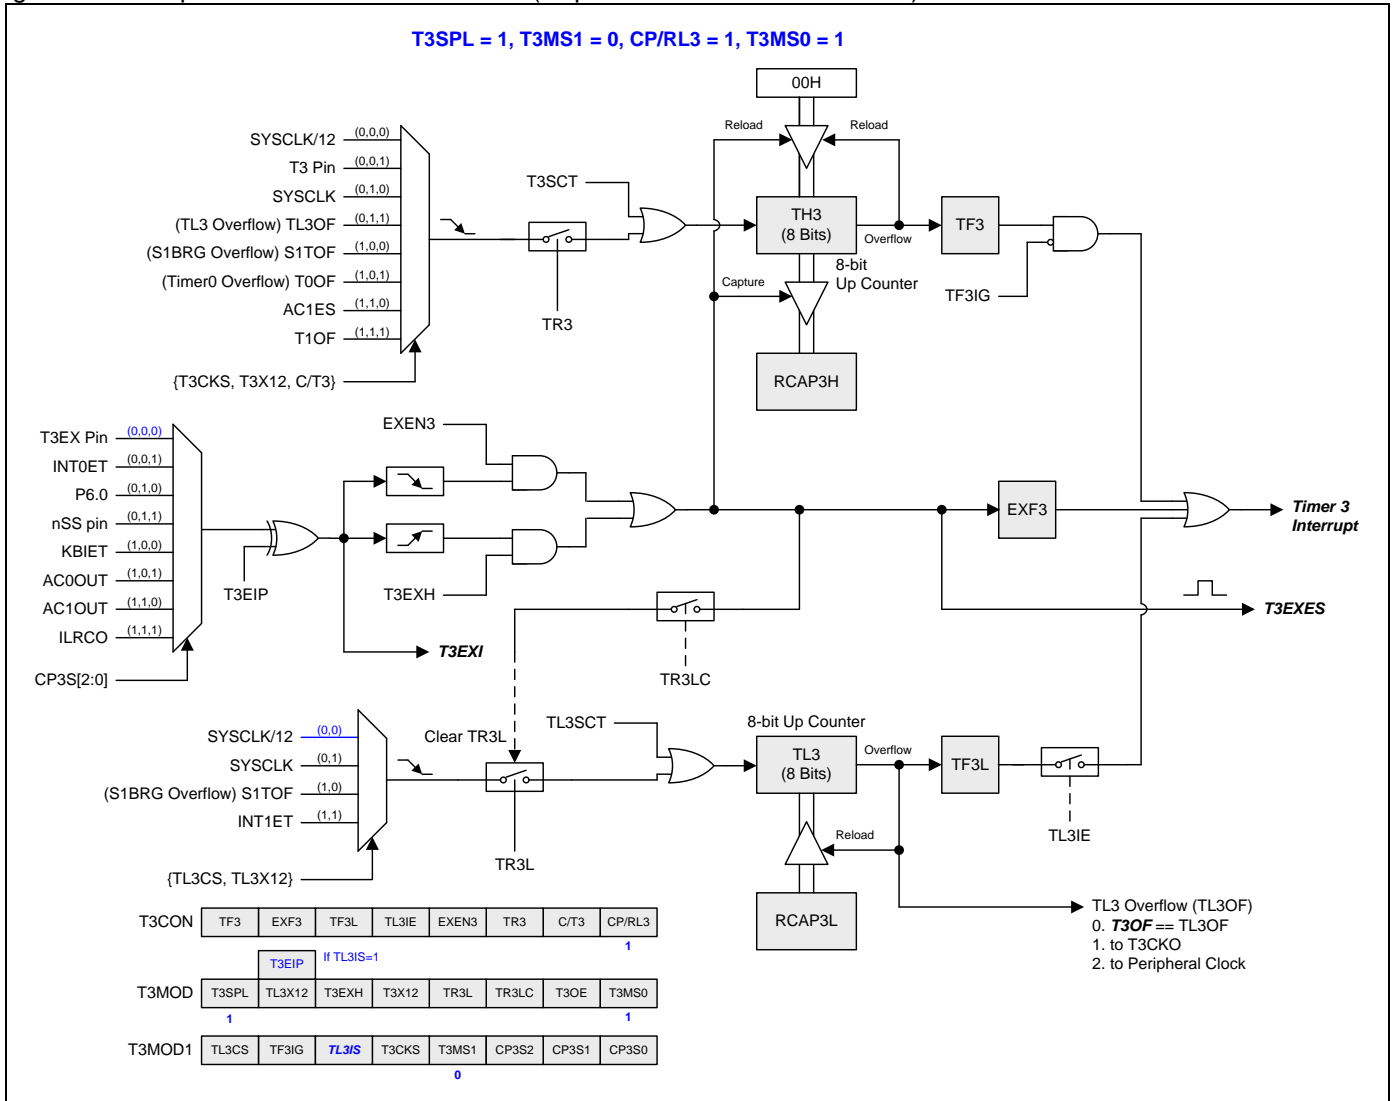 T3SPL = 1, T3MS1 = 0, CP/RL3 = 1, T3MS0 = 1
00H
Reload
Reload
SYSCLK/12 (0,0,0)
T3 Pin (0,0,1)
SYSCLK (0,1,0)
(TL3 Overflow) TL3OF (0,1,1)
(S1BRG Overflow) S1TOF (1,0,0)
(Timer0 Overflow) T0OF (1,0,1)
AC1ES (1,1,0)
T1OF (1,1,1)
{T3CKS, T3X12, C/T3}
TR3
T3SCT
TH3
(8 Bits)
Overflow
8-bit
Up Counter
TF3
TF3IG
Capture
RCAP3H
T3EX Pin (0,0,0)
INT0ET (0,0,1)
P6.0 (0,1,0)
nSS pin (0,1,1)
KBIET (1,0,0)
AC0OUT (1,0,1)
AC1OUT (1,1,0)
ILRCO (1,1,1)
CP3S[2:0]
T3EIP
EXEN3
T3EXH
T3EXI
EXF3
Timer 3
Interrupt
T3EXES
TR3LC
SYSCLK/12 (0,0)
SYSCLK (0,1)
(S1BRG Overflow) S1TOF (1,0)
INT1ET (1,1)
{TL3CS, TL3X12}
Clear TR3L
TR3L
TL3SCT
8-bit Up Counter
TL3
(8 Bits)
Overflow
TF3L
TL3IE
Reload
RCAP3L
TL3 Overflow (TL3OF)
0. T3OF == TL3OF
1. to T3CKO
2. to Peripheral Clock
T3CON TF3 EXF3 TF3L TL3IE EXEN3 TR3 C/T3 CP/RL3
1
T3EIP If TL3IS=1
T3MOD T3SPL TL3X12 T3EXH T3X12 TR3L TR3LC T3OE T3MS0
1 1
T3MOD1 TL3CS TF3IG TL3IS T3CKS T3MS1 CP3S2 CP3S1 CP3S0
0